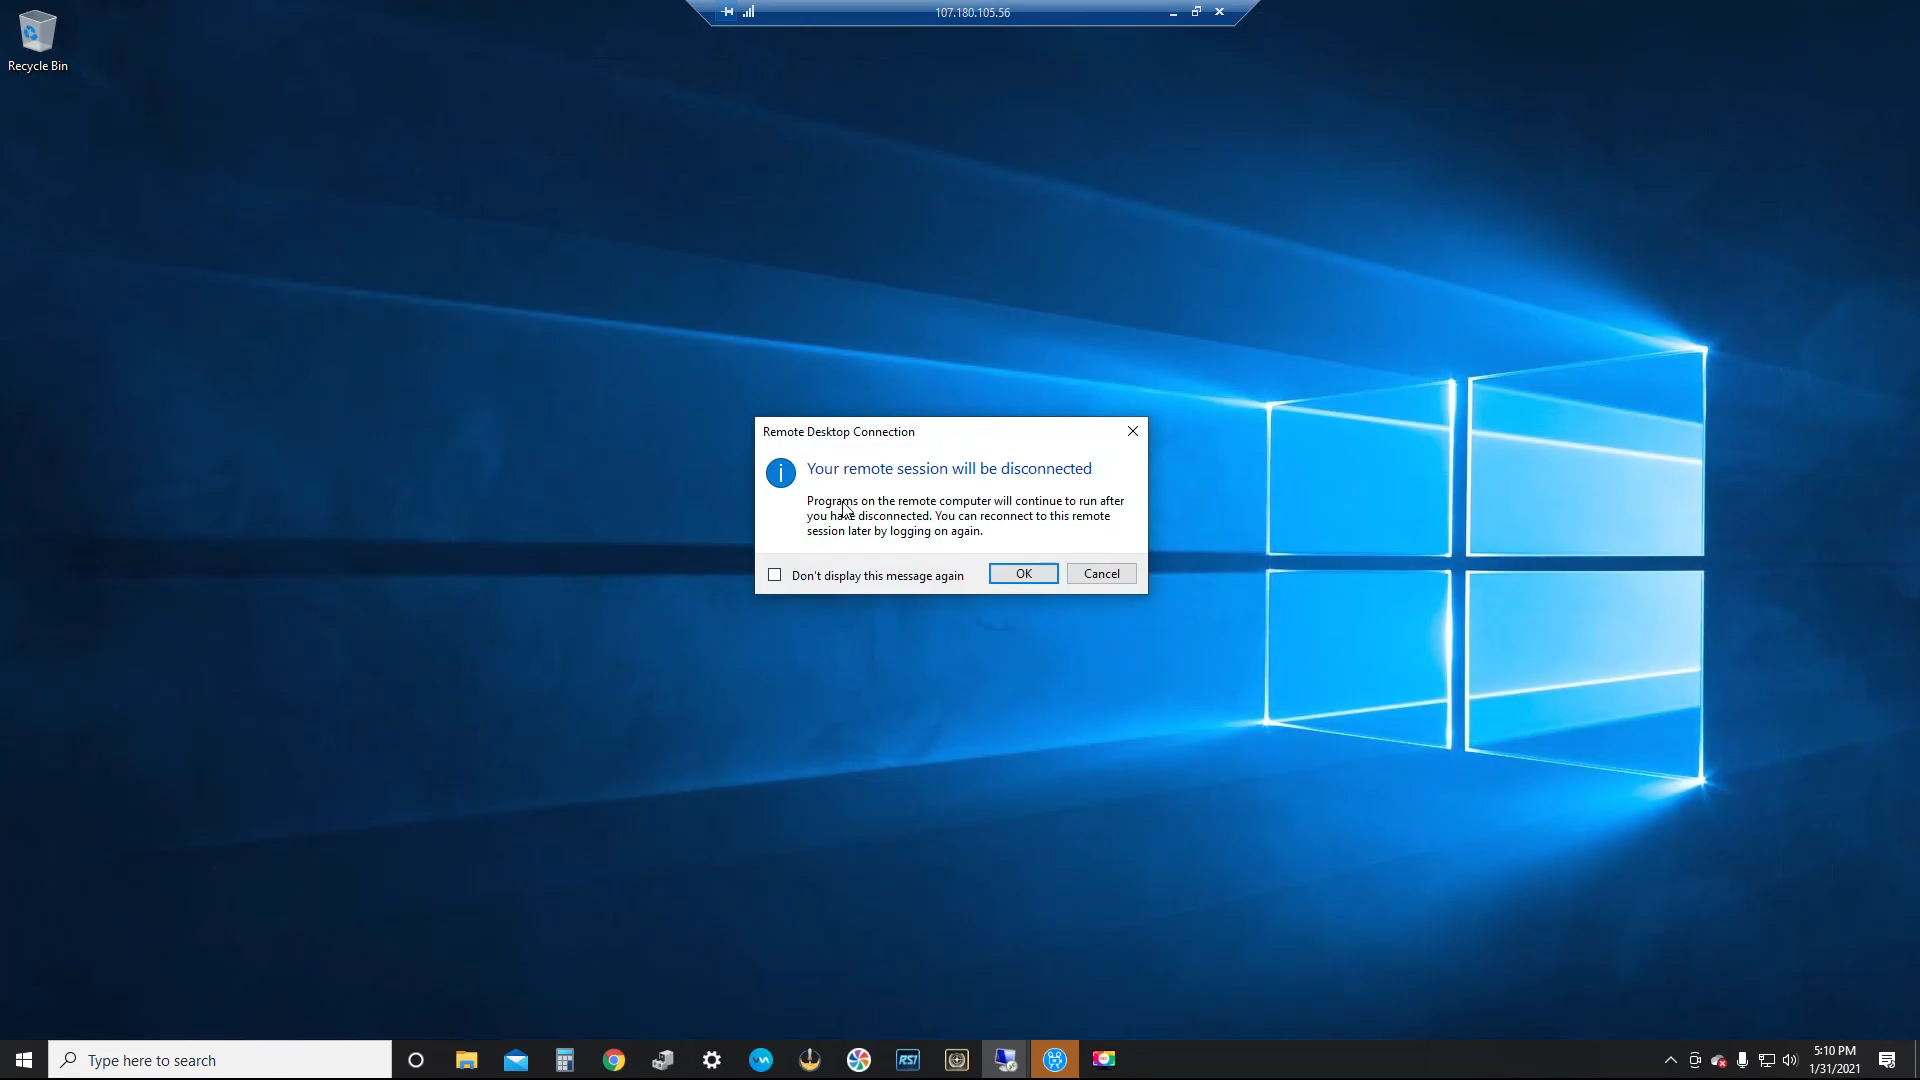 107.180.105.56
Recycle Bin
Remote Desktop Connection
Your remote session will be disconnected
Programs on the remote computer will continue to run after
you have disconnected. You can reconnect to this remote
session later by logging on again.
Don't display this message again
OK
Cancel
Type here to search
RSI
5:10 PM
1/31/2021